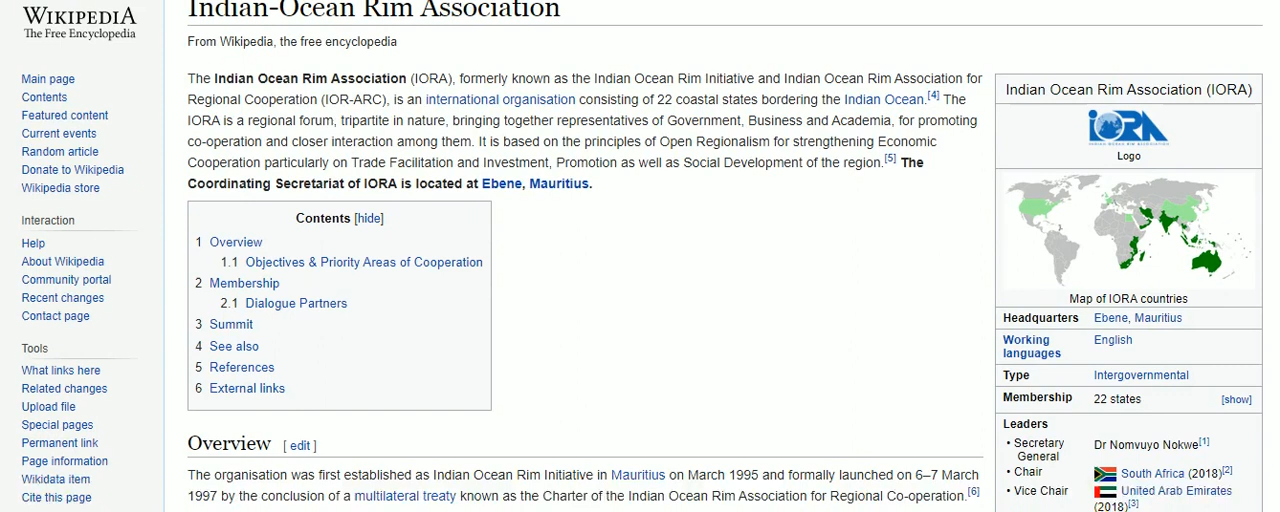 WIKIPEDIA
The Free Encyclopedia
Main page
Contents
Featured content
Current events
Random article
Donate to Wikipedia
Wikipedia store
Interaction
Help
About Wikipedia
Community portal
Recent changes
Contact page
Tools
What links here
Related changes
Upload file
Special pages
Permanent link
Page information
Wikidata item
Cite this page
Indian-Ocean Rim Association
From Wikipedia, the free encyclopedia
The Indian Ocean Rim Association (IORA), formerly known as the Indian Ocean Rim Initiative and Indian Ocean Rim Association for
Regional Cooperation (IOR-ARC), is an international organisation consisting of 22 coastal states bordering the Indian Ocean.[4] The
IORA is a regional forum, tripartite in nature, bringing together representatives of Government, Business and Academia, for promoting
co-operation and closer interaction among them. It is based on the principles of Open Regionalism for strengthening Economic
Cooperation particularly on Trade Facilitation and Investment, Promotion as well as Social Development of the region.[5] The
Coordinating Secretariat of IORA is located at Ebene, Mauritius.
Contents [hide]
1 Overview
1.1 Objectives & Priority Areas of Cooperation
2 Membership
2.1 Dialogue Partners
3 Summit
4 See also
5 References
6 External links
Overview [ edit ]
The organisation was first established as Indian Ocean Rim Initiative in Mauritius on March 1995 and formally launched on 6–7 March
1997 by the conclusion of a multilateral treaty known as the Charter of the Indian Ocean Rim Association for Regional Co-operation.[6]
Indian Ocean Rim Association (IORA)
IORA
Logo
Map of IORA countries
Headquarters Ebene, Mauritius
Working English
languages
Type Intergovernmental
Membership 22 states [show]
Leaders
• Secretary Dr Nomvuyo Nokwe[1]
General
• Chair South Africa (2018)[2]
• Vice Chair United Arab Emirates
(2018)[3]